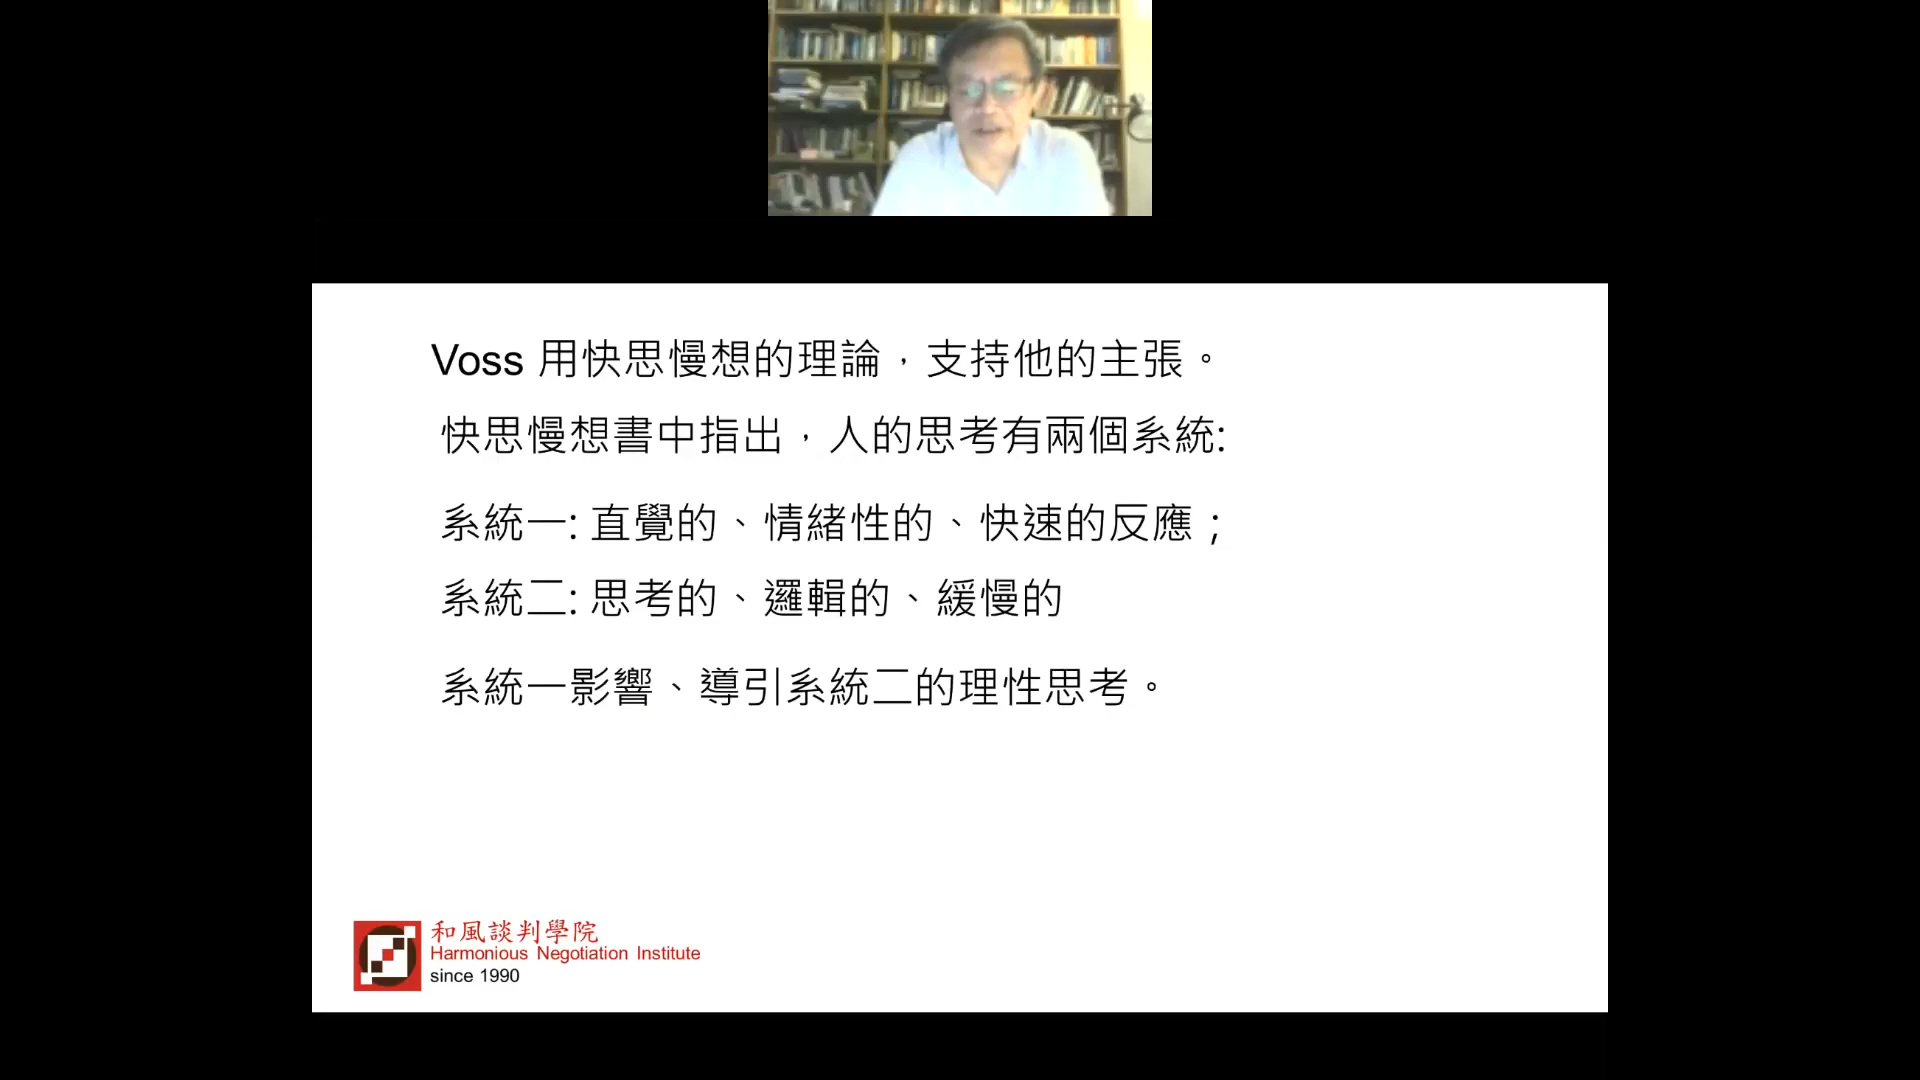 Voss 用快思慢想的理論，支持他的主張。
快思慢想書中指出，人的思考有兩個系統:
系統一: 直覺的、情緒性的、快速的反應；
系統二: 思考的、邏輯的、緩慢的
系統一影響、導引系統二的理性思考。
和風談判學院
Harmonious Negotiation Institute
since 1990